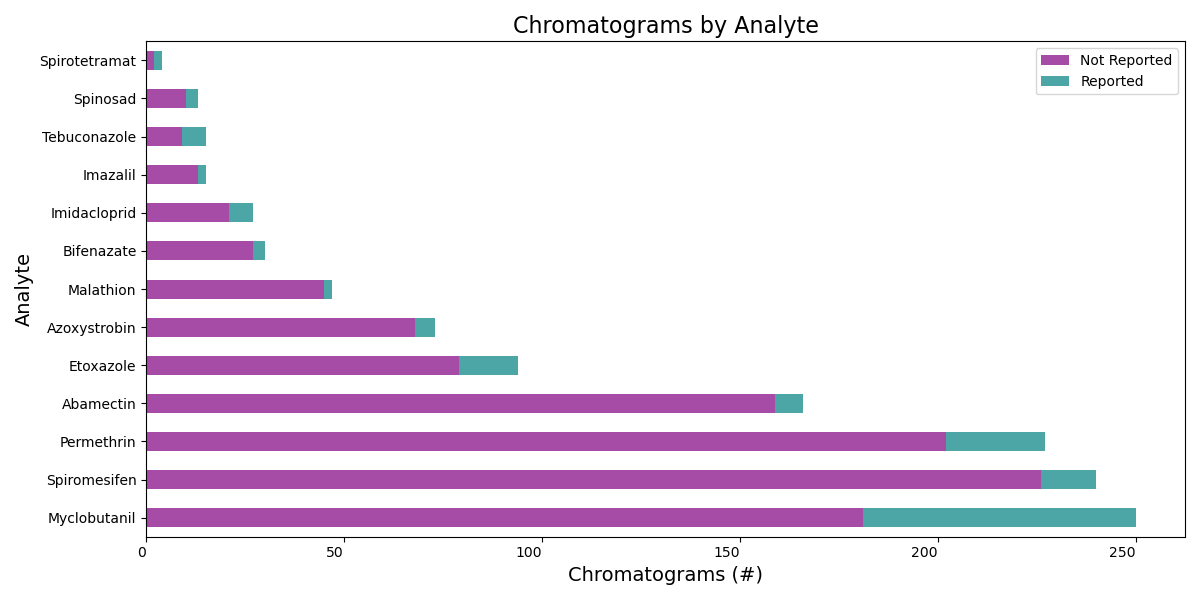 Chromatograms by Analyte
Not Reported
Reported
Analyte
Spirotetramat
Spinosad
Tebuconazole
Imazalil
Imidacloprid
Bifenazate
Malathion
Azoxystrobin
Etoxazole
Abamectin
Permethrin
Spiromesifen
Myclobutanil
0 50 100 150 200 250
Chromatograms (#)